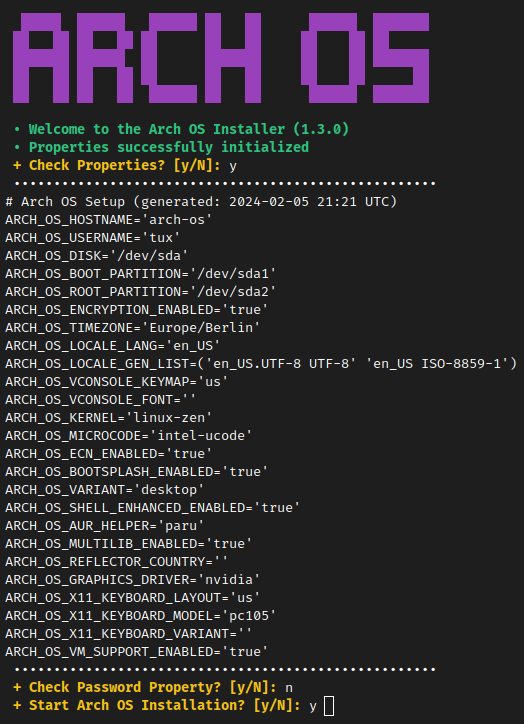 ARCH OS
• Welcome to the Arch OS Installer (1.3.0)
• Properties successfully initialized
+ Check Properties? [y/N]: y
# Arch OS Setup (generated: 2024-02-05 21:21 UTC)
ARCH_OS_HOSTNAME='arch-os'
ARCH_OS_USERNAME='tux'
ARCH_OS_DISK='/dev/sda'
ARCH_OS_BOOT_PARTITION='/dev/sda1'
ARCH_OS_ROOT_PARTITION='/dev/sda2'
ARCH_OS_ENCRYPTION_ENABLED='true'
ARCH_OS_TIMEZONE='Europe/Berlin'
ARCH_OS_LOCALE_LANG='en_US'
ARCH_OS_LOCALE_GEN_LIST=('en_US.UTF-8 UTF-8' 'en_US ISO-8859-1')
ARCH_OS_VCONSOLE_KEYMAP='us'
ARCH_OS_VCONSOLE_FONT=''
ARCH_OS_KERNEL='linux-zen'
ARCH_OS_MICROCODE='intel-ucode'
ARCH_OS_ECN_ENABLED='true'
ARCH_OS_BOOTSPLASH_ENABLED='true'
ARCH_OS_VARIANT='desktop'
ARCH_OS_SHELL_ENHANCED_ENABLED='true'
ARCH_OS_AUR_HELPER='paru'
ARCH_OS_MULTILIB_ENABLED='true'
ARCH_OS_REFLECTOR_COUNTRY=''
ARCH_OS_GRAPHICS_DRIVER='nvidia'
ARCH_OS_X11_KEYBOARD_LAYOUT='us'
ARCH_OS_X11_KEYBOARD_MODEL='pc105'
ARCH_OS_X11_KEYBOARD_VARIANT=''
ARCH_OS_VM_SUPPORT_ENABLED='true'
+ Check Password Property? [y/N]: n
+ Start Arch OS Installation? [y/N]: y